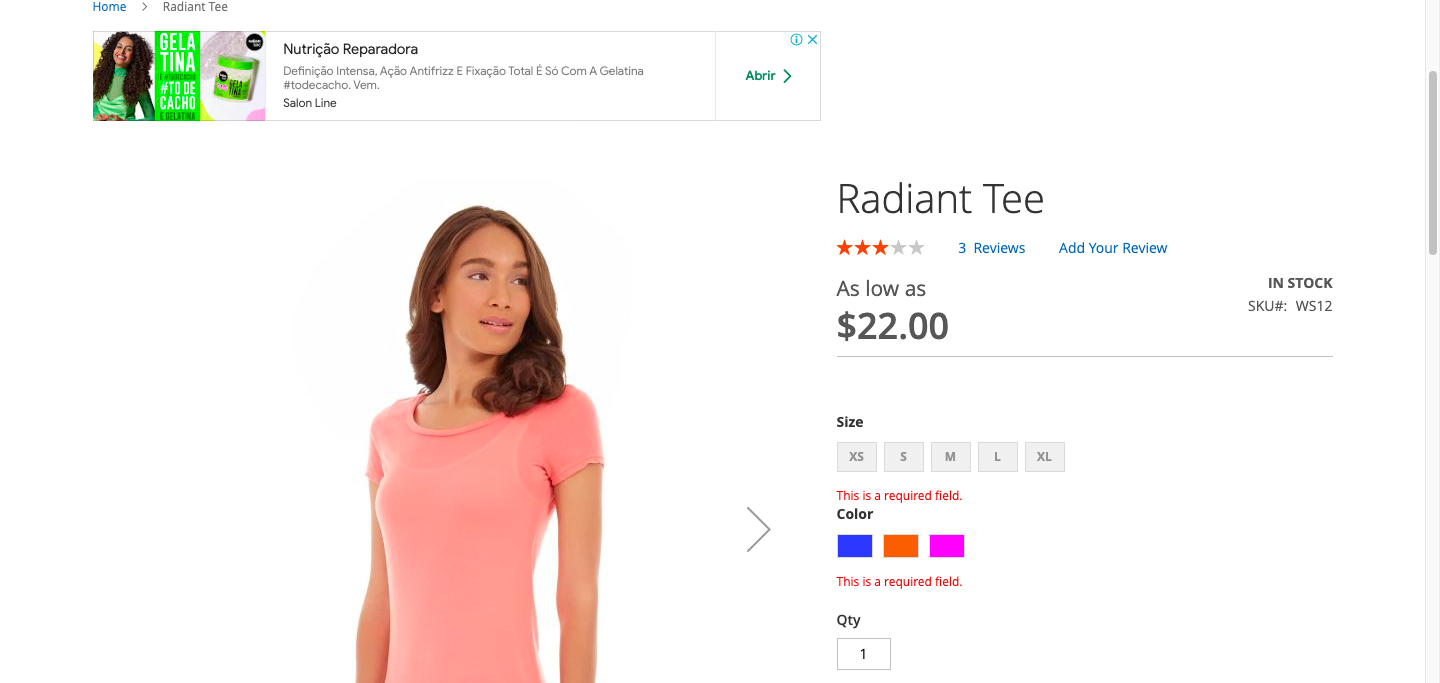 Home > Radiant Tee
GELA
TINA
#TO DE
CACHO
E GELATINA
Nutrição Reparadora
Definição Intensa, Ação Antifrizz E Fixação Total É Só Com A Gelatina
#todecacho. Vem.
Salon Line
Abrir
Radiant Tee
3 Reviews Add Your Review
As low as
$22.00
IN STOCK
SKU#: WS12
Size
XS S M L XL
This is a required field.
Color
This is a required field.
Qty
1